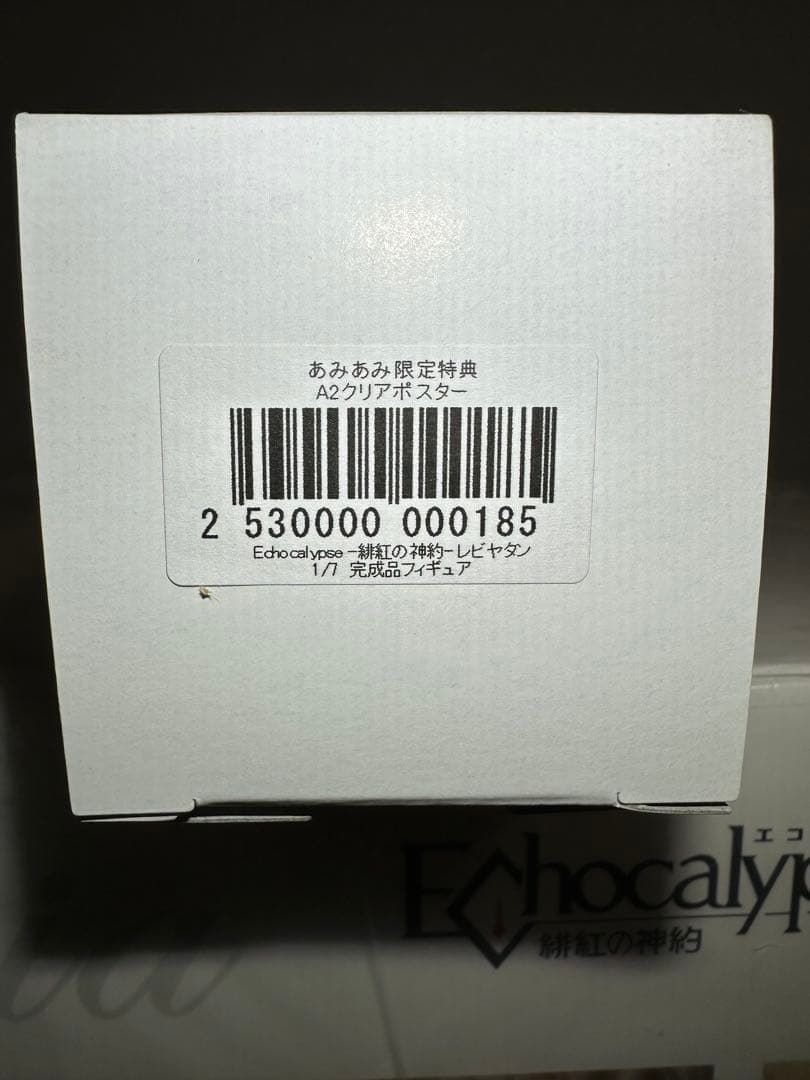 あみあみ限定特典
A2クリアポスター
2 530000 000185
Echocalypse -緋紅の神約- レビヤタン
1/7 完成品フィギュア
エコ
Echocalyp
緋紅の神約